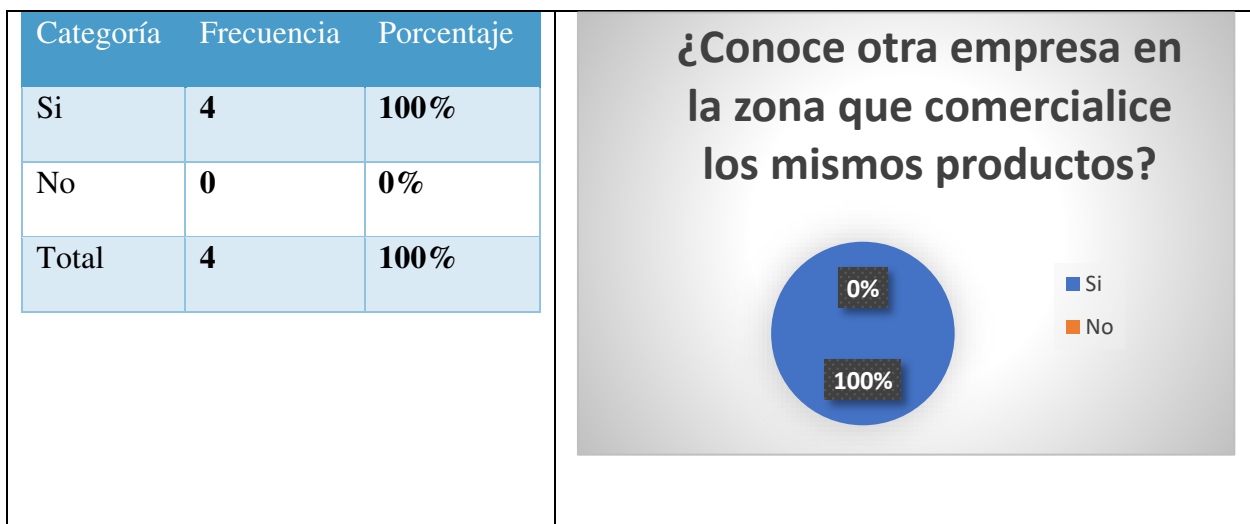 Categoría Frecuencia Porcentaje
Si 4 100%
No 0 0%
Total 4 100%
¿Conoce otra empresa en
la zona que comercialice
los mismos productos?
0%
100%
Si
No